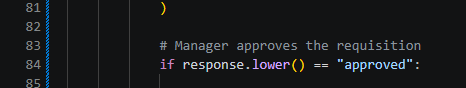 81 )
82
83 # Manager approves the requisition
84 if response.lower() == "approved":
85